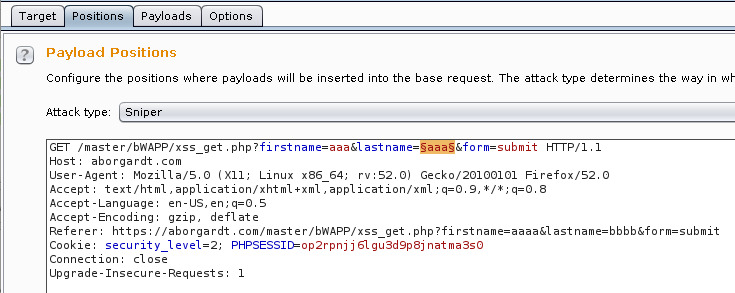 Target Positions Payloads Options
? Payload Positions
Configure the positions where payloads will be inserted into the base request. The attack type determines the way in wh
Attack type: Sniper
GET /master/bWAPP/xss_get.php?firstname=aaa&lastname=§aaa§&form=submit HTTP/1.1
Host: aborgardt.com
User-Agent: Mozilla/5.0 (X11; Linux x86_64; rv:52.0) Gecko/20100101 Firefox/52.0
Accept: text/html,application/xhtml+xml,application/xml;q=0.9,*/*;q=0.8
Accept-Language: en-US,en;q=0.5
Accept-Encoding: gzip, deflate
Referer: https://aborgardt.com/master/bWAPP/xss_get.php?firstname=aaaa&lastname=bbbb&form=submit
Cookie: security_level=2; PHPSESSID=op2rpnjj6lgu3d9p8jnatma3s0
Connection: close
Upgrade-Insecure-Requests: 1